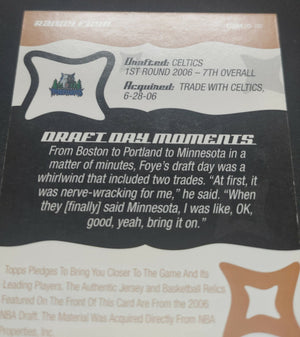 Drafted: CELTICS
1ST ROUND 2006 – 7TH OVERALL
Acquired: TRADE WITH CELTICS,
6-28-06
DRAFT DAY MOMENTS
From Boston to Portland to Minnesota in a
matter of minutes, Foye's draft day was a
whirlwind that included two trades. "At first, it
was nerve-wracking for me," he said. "When
they [finally] said Minnesota, I was like, OK,
good, yeah, bring it on."
Topps Pledges To Bring You Closer To The Game And Its
Leading Players. The Authentic Jersey and Basketball Relics
Featured On The Front Of This Card Are From the 2006
NBA Draft. The Material Was Acquired Directly From NBA
Properties, Inc.